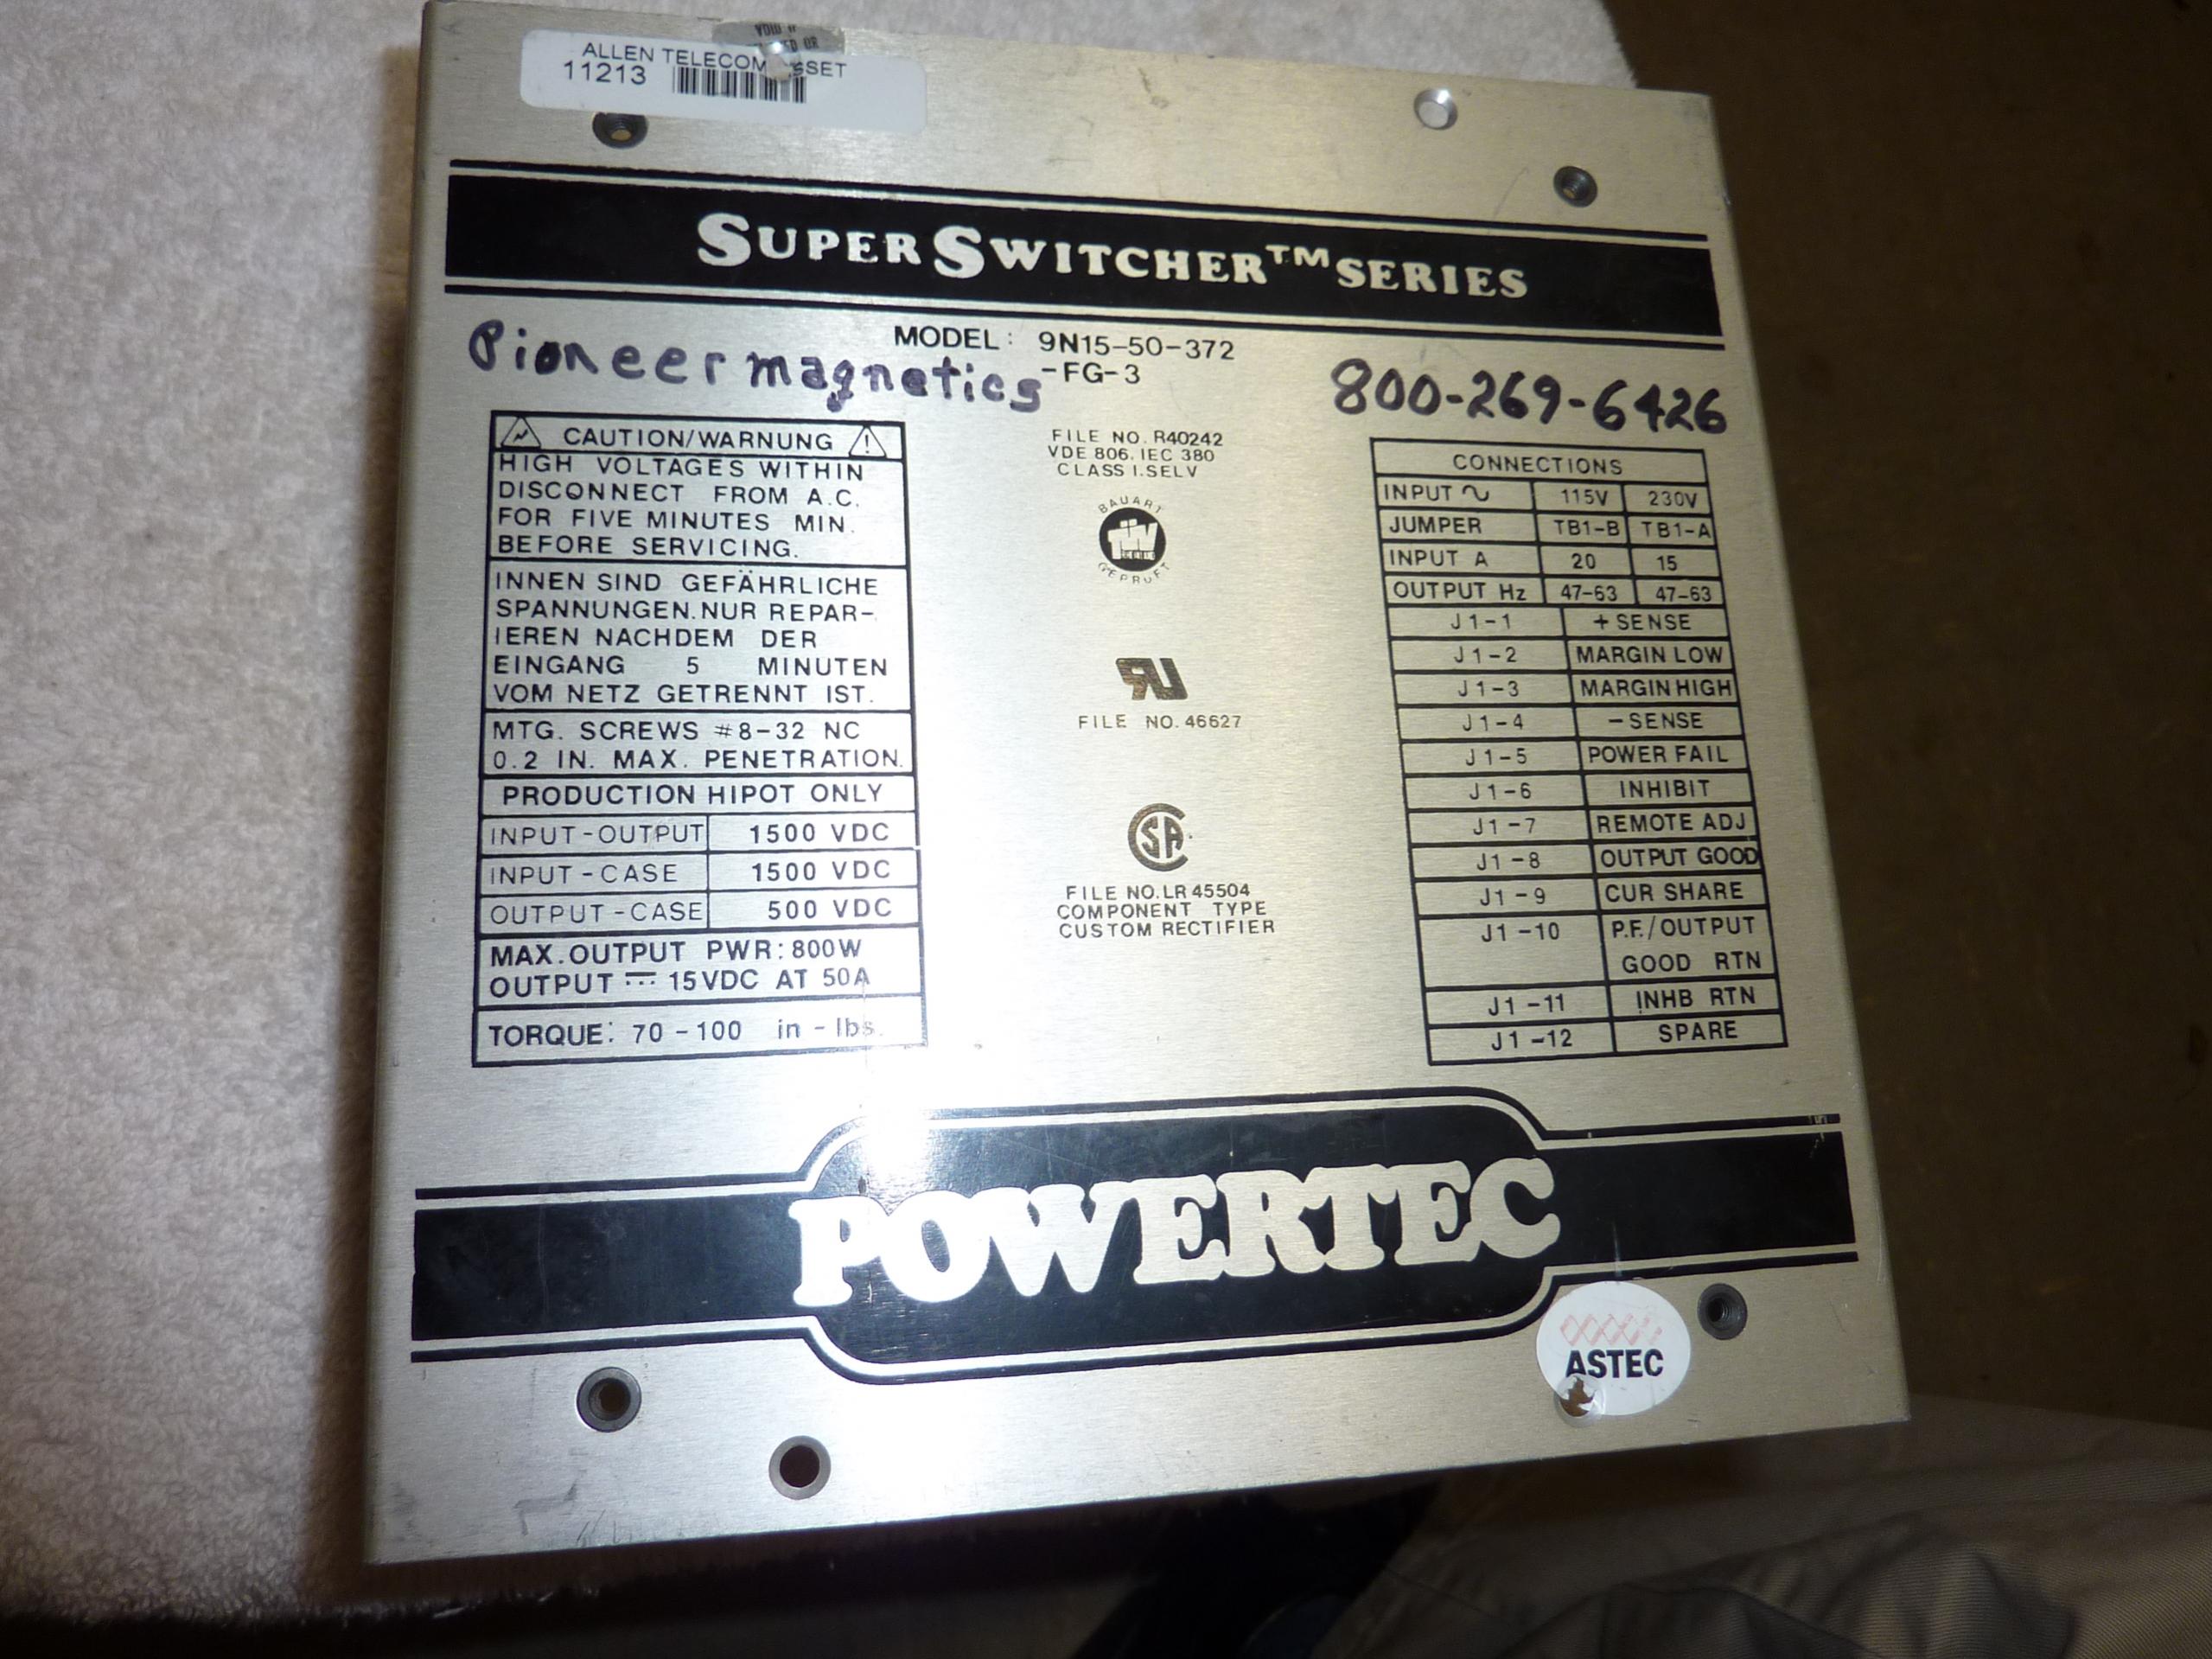 VOID IF
ED OR
ALLEN TELECOM SSET
11213
SUPER SWITCHER™ SERIES
MODEL: 9N15-50-372
-FG-3
Pioneer magnetics
800-269-6426
CAUTION/WARNUNG
HIGH VOLTAGES WITHIN
DISCONNECT FROM A.C.
FOR FIVE MINUTES MIN.
BEFORE SERVICING.
INNEN SIND GEFÄHRLICHE
SPANNUNGEN.NUR REPAR-
IEREN NACHDEM DER
EINGANG 5 MINUTEN
VOM NETZ GETRENNT IST.
MTG. SCREWS #8-32 NC
0.2 IN. MAX. PENETRATION.
PRODUCTION HIPOT ONLY
INPUT-OUTPUT 1500 VDC
INPUT-CASE 1500 VDC
OUTPUT-CASE 500 VDC
MAX.OUTPUT PWR: 800W
OUTPUT ⎓ 15VDC AT 50A
TORQUE: 70-100 in-lbs.
FILE NO. R40242
VDE 806. IEC 380
CLASS I.SELV
BAUART
TÜV
GEPRÜFT
RU
FILE NO. 46627
SA
FILE NO.LR 45504
COMPONENT TYPE
CUSTOM RECTIFIER
CONNECTIONS
INPUT ∿ 115V 230V
JUMPER TB1-B TB1-A
INPUT A 20 15
OUTPUT Hz 47-63 47-63
J1-1 +SENSE
J1-2 MARGIN LOW
J1-3 MARGIN HIGH
J1-4 -SENSE
J1-5 POWER FAIL
J1-6 INHIBIT
J1-7 REMOTE ADJ
J1-8 OUTPUT GOOD
J1-9 CUR SHARE
J1-10 P.F./OUTPUT
GOOD RTN
J1-11 INHB RTN
J1-12 SPARE
POWERTEC
ASTEC